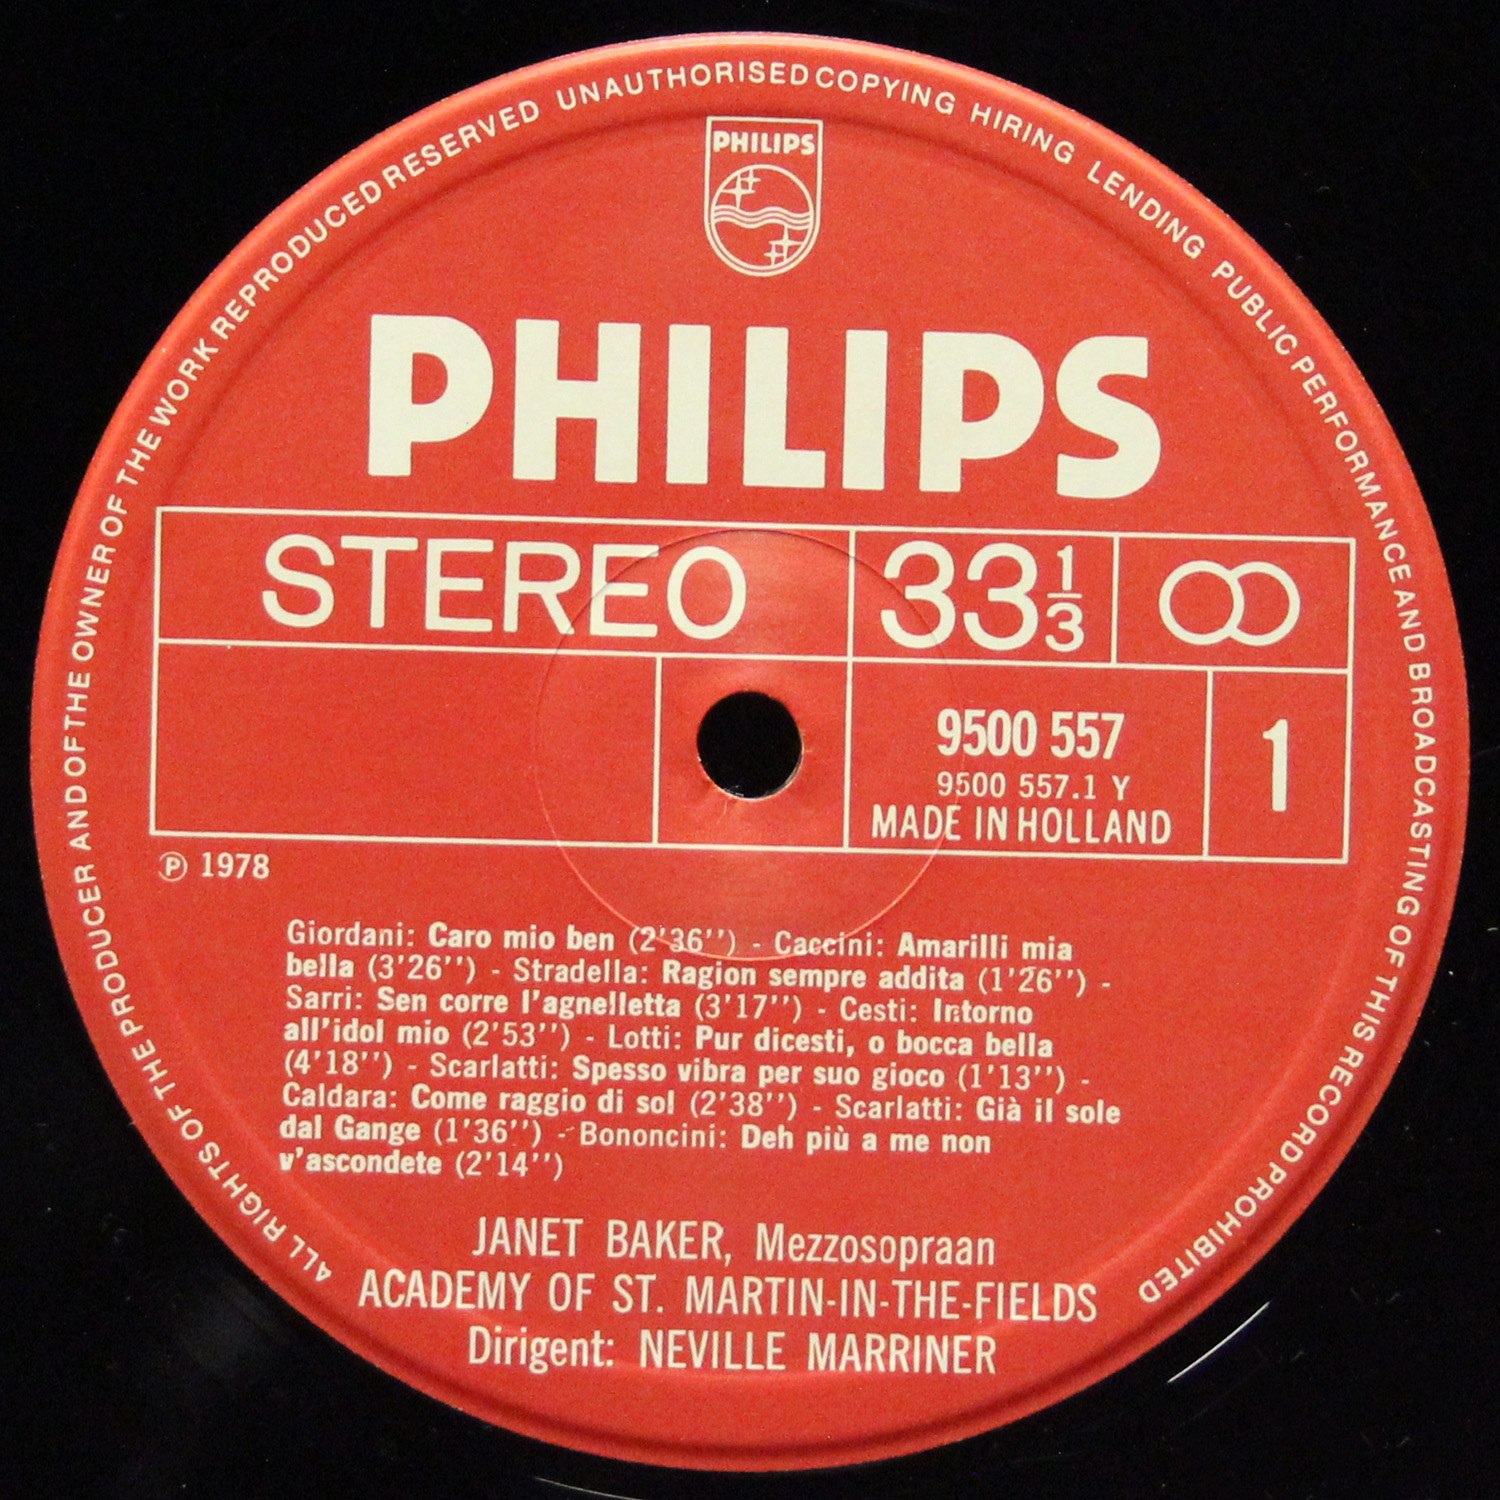 ALL RIGHTS OF THE PRODUCER AND OF THE OWNER OF THE WORK REPRODUCED RESERVED UNAUTHORISED COPYING HIRING LENDING PUBLIC PERFORMANCE AND BROADCASTING OF THIS RECORD PROHIBITED
PHILIPS
PHILIPS
STEREO 33 1/3
9500 557
9500 557.1 Y
MADE IN HOLLAND
1
℗ 1978
Giordani: Caro mio ben (2'36'') - Caccini: Amarilli mia
bella (3'26'') - Stradella: Ragion sempre addita (1'26'') -
Sarri: Sen corre l'agnelletta (3'17'') - Cesti: Intorno
all'idol mio (2'53'') - Lotti: Pur dicesti, o bocca bella
(4'18'') - Scarlatti: Spesso vibra per suo gioco (1'13'') -
Caldara: Come raggio di sol (2'38'') - Scarlatti: Già il sole
dal Gange (1'36'') - Bononcini: Deh più a me non
v'ascondete (2'14'')
JANET BAKER, Mezzosopraan
ACADEMY OF ST. MARTIN-IN-THE-FIELDS
Dirigent: NEVILLE MARRINER